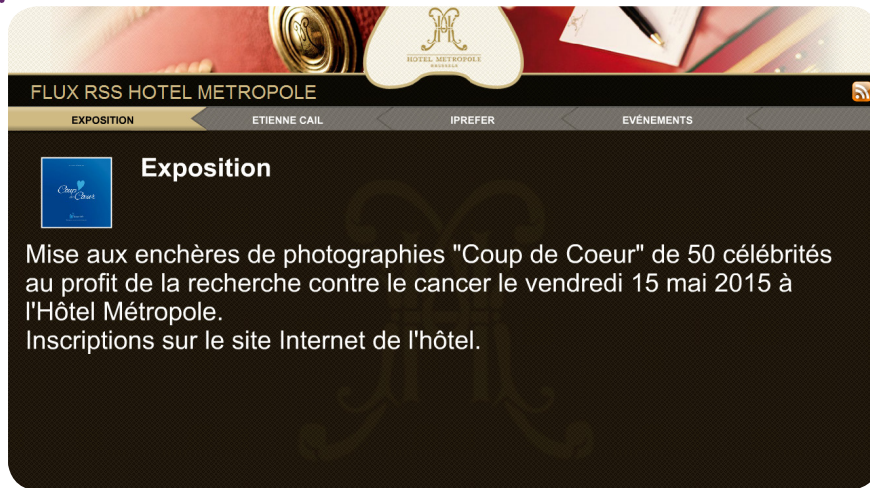 HOTEL METROPOLE
BRUXELLES
FLUX RSS HOTEL METROPOLE
EXPOSITION
ETIENNE CAIL
IPREFER
EVÉNEMENTS
Exposition
Coup
de Cœur
Mise aux enchères de photographies "Coup de Coeur" de 50 célébrités
au profit de la recherche contre le cancer le vendredi 15 mai 2015 à
l'Hôtel Métropole.
Inscriptions sur le site Internet de l'hôtel.